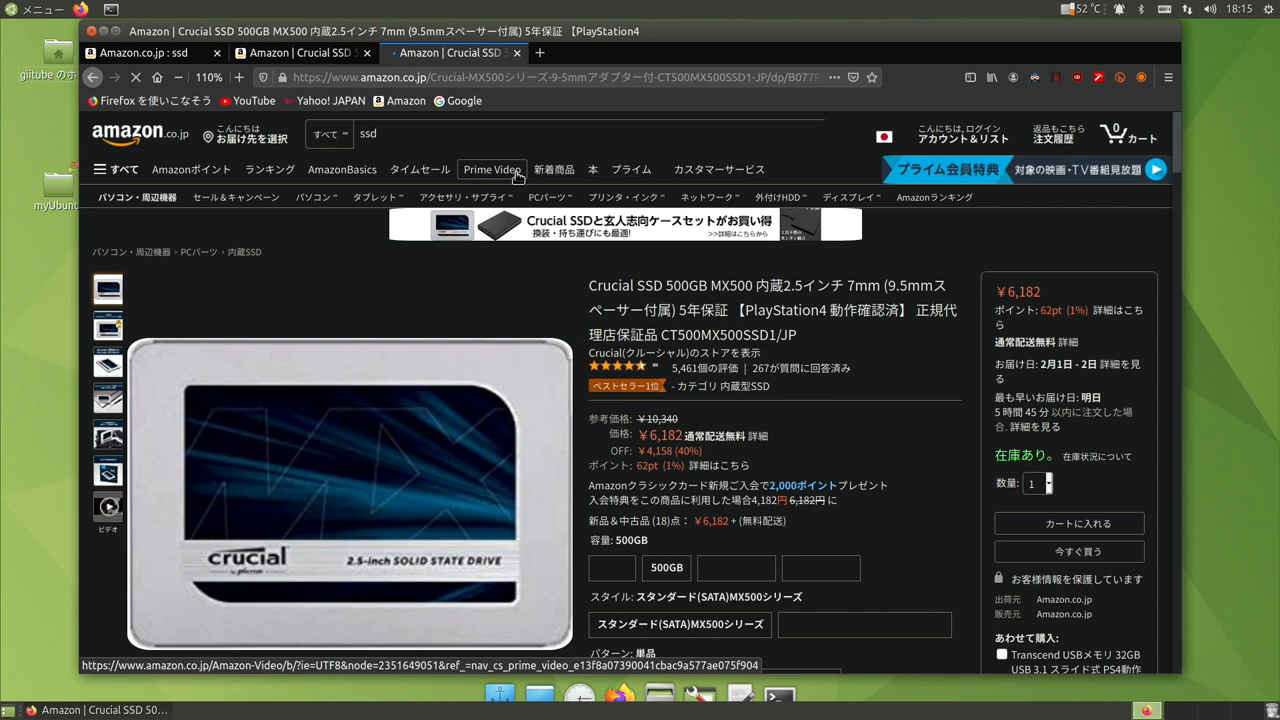 メニュー
52 ℃
18:15
Amazon | Crucial SSD 500GB MX500 内蔵2.5インチ 7mm (9.5mmスペーサー付属) 5年保証 【PlayStation4
Amazon.co.jp : ssd
Amazon | Crucial SSD 5
Amazon | Crucial SSD 5
110%
https://www.amazon.co.jp/Crucial-MX500シリーズ-9-5mmアダプター付-CT500MX500SSD1-JP/dp/B077P
Firefox を使いこなそう
YouTube
Yahoo! JAPAN
Amazon
Google
giitube のホ
myUbunt
amazon.co.jp
こんにちは
お届け先を選択
すべて
ssd
こんにちは, ログイン
アカウント&リスト
返品もこちら
注文履歴
0
カート
すべて
Amazonポイント
ランキング
AmazonBasics
タイムセール
Prime Video
新着商品
本
プライム
カスタマーサービス
プライム会員特典
対象の映画・TV番組見放題
パソコン・周辺機器
セール&キャンペーン
パソコン
タブレット
アクセサリ・サプライ
PCパーツ
プリンタ・インク
ネットワーク
外付けHDD
ディスプレイ
Amazonランキング
Crucial SSDと玄人志向ケースセットがお買い得
換装・持ち運びにも最適!
>>詳細はこちらから
パソコン・周辺機器 › PCパーツ › 内蔵SSD
Crucial SSD 500GB MX500 内蔵2.5インチ 7mm (9.5mmス
ペーサー付属) 5年保証 【PlayStation4 動作確認済】 正規代
理店保証品 CT500MX500SSD1/JP
Crucial(クルーシャル)のストアを表示
5,461個の評価 | 267が質問に回答済み
ベストセラー1位 - カテゴリ 内蔵型SSD
参考価格: ￥10,340
価格: ￥6,182 通常配送無料 詳細
OFF: ￥4,158 (40%)
ポイント: 62pt (1%) 詳細はこちら
Amazonクラシックカード新規ご入会で2,000ポイントプレゼント
入会特典をこの商品に利用した場合4,182円 6,182円 に
新品&中古品 (18)点： ￥6,182 + (無料配送)
容量: 500GB
500GB
スタイル: スタンダード(SATA)MX500シリーズ
スタンダード(SATA)MX500シリーズ
パターン: 単品
crucial
by Micron
2.5-inch SOLID STATE DRIVE
ビデオ
￥6,182
ポイント: 62pt (1%) 詳細はこち
ら
通常配送無料 詳細
お届け日: 2月1日 - 2日 詳細を見
る
最も早いお届け日: 明日
5 時間 45 分 以内に注文した場
合. 詳細を見る
在庫あり。 在庫状況について
数量: 1
カートに入れる
今すぐ買う
お客様情報を保護しています
出荷元 Amazon.co.jp
販売元 Amazon.co.jp
あわせて購入:
Transcend USBメモリ 32GB
USB 3.1 スライド式 PS4動作
https://www.amazon.co.jp/Amazon-Video/b/?ie=UTF8&node=2351649051&ref_=nav_cs_prime_video_e13f8a07390041cbac9a577ae075f904
Amazon | Crucial SSD 50...